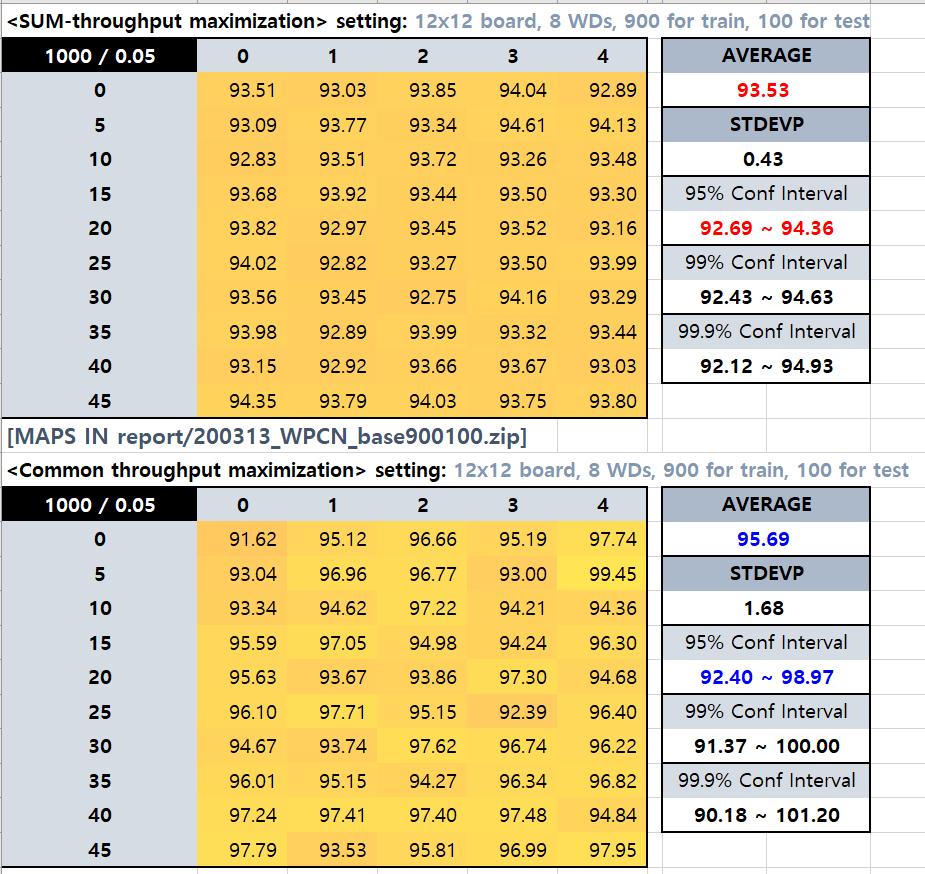 <SUM-throughput maximization> setting: 12x12 board, 8 WDs, 900 for train, 100 for test
1000 / 0.05 0 1 2 3 4 AVERAGE
0 93.51 93.03 93.85 94.04 92.89 93.53
5 93.09 93.77 93.34 94.61 94.13 STDEVP
10 92.83 93.51 93.72 93.26 93.48 0.43
15 93.68 93.92 93.44 93.50 93.30 95% Conf Interval
20 93.82 92.97 93.45 93.52 93.16 92.69 ~ 94.36
25 94.02 92.82 93.27 93.50 93.99 99% Conf Interval
30 93.56 93.45 92.75 94.16 93.29 92.43 ~ 94.63
35 93.98 92.89 93.99 93.32 93.44 99.9% Conf Interval
40 93.15 92.92 93.66 93.67 93.03 92.12 ~ 94.93
45 94.35 93.79 94.03 93.75 93.80
[MAPS IN report/200313_WPCN_base900100.zip]
<Common throughput maximization> setting: 12x12 board, 8 WDs, 900 for train, 100 for test
1000 / 0.05 0 1 2 3 4 AVERAGE
0 91.62 95.12 96.66 95.19 97.74 95.69
5 93.04 96.96 96.77 93.00 99.45 STDEVP
10 93.34 94.62 97.22 94.21 94.36 1.68
15 95.59 97.05 94.98 94.24 96.30 95% Conf Interval
20 95.63 93.67 93.86 97.30 94.68 92.40 ~ 98.97
25 96.10 97.71 95.15 92.39 96.40 99% Conf Interval
30 94.67 93.74 97.62 96.74 96.22 91.37 ~ 100.00
35 96.01 95.15 94.27 96.34 96.82 99.9% Conf Interval
40 97.24 97.41 97.40 97.48 94.84 90.18 ~ 101.20
45 97.79 93.53 95.81 96.99 97.95